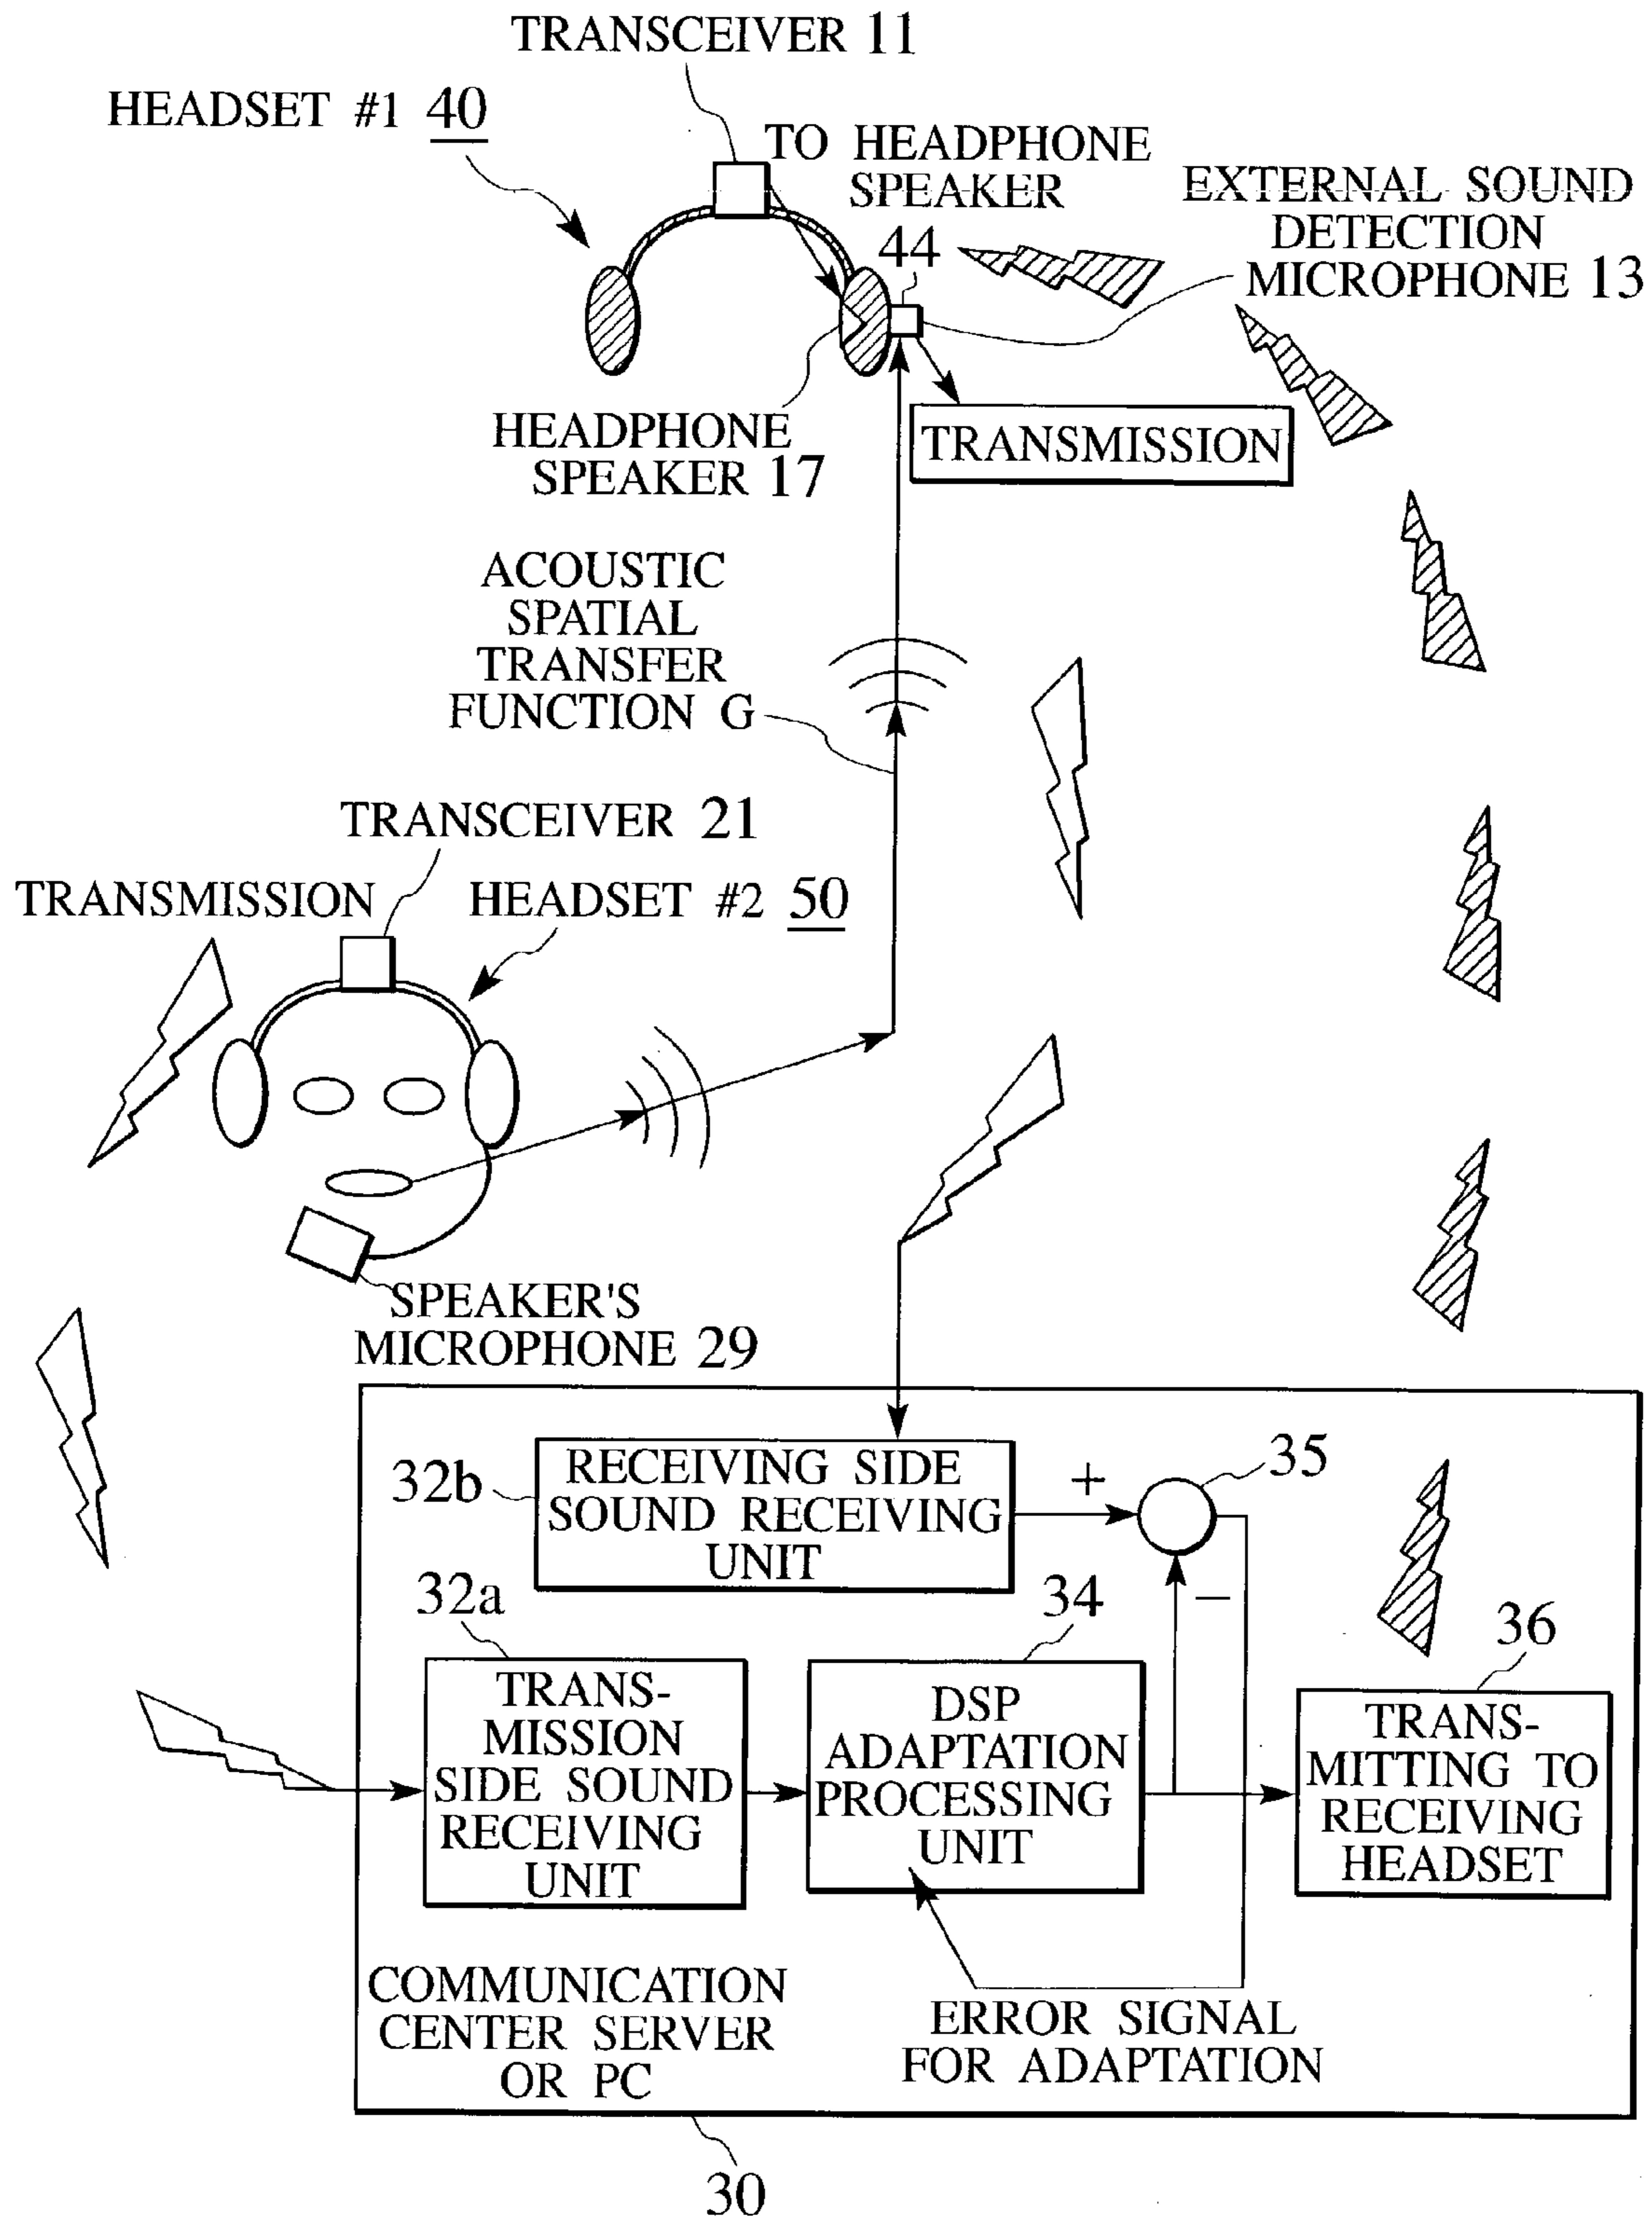 TRANSCEIVER 11
HEADSET #1 40
TO HEADPHONE
SPEAKER
EXTERNAL SOUND
DETECTION
MICROPHONE 13
44
HEADPHONE
SPEAKER 17
TRANSMISSION
ACOUSTIC
SPATIAL
TRANSFER
FUNCTION G
TRANSCEIVER 21
TRANSMISSION
HEADSET #2 50
SPEAKER'S
MICROPHONE 29
32b
RECEIVING SIDE
SOUND RECEIVING
UNIT
+
35
−
32a
TRANS-
MISSION
SIDE SOUND
RECEIVING
UNIT
34
DSP
ADAPTATION
PROCESSING
UNIT
36
TRANS-
MITTING TO
RECEIVING
HEADSET
COMMUNICATION
CENTER SERVER
OR PC
ERROR SIGNAL
FOR ADAPTATION
30